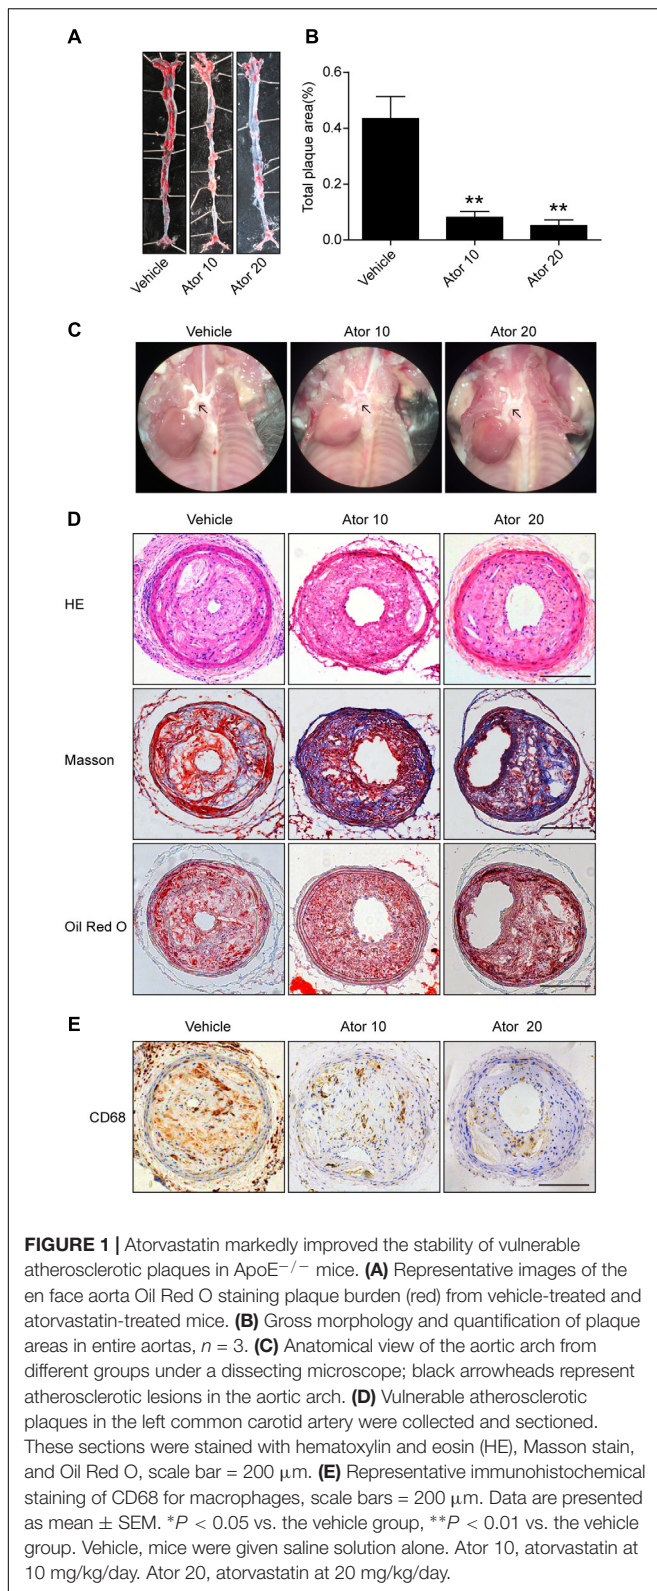 A
B
Vehicle
Ator 10
Ator 20
Total plaque area(%)
0.6
0.4
0.2
0.0
**
**
Vehicle
Ator 10
Ator 20
C
Vehicle
Ator 10
Ator 20
D
Vehicle
Ator 10
Ator 20
HE
Masson
Oil Red O
E
Vehicle
Ator 10
Ator 20
CD68
FIGURE 1 | Atorvastatin markedly improved the stability of vulnerable
atherosclerotic plaques in ApoE−/− mice. (A) Representative images of the
en face aorta Oil Red O staining plaque burden (red) from vehicle-treated and
atorvastatin-treated mice. (B) Gross morphology and quantification of plaque
areas in entire aortas, n = 3. (C) Anatomical view of the aortic arch from
different groups under a dissecting microscope; black arrowheads represent
atherosclerotic lesions in the aortic arch. (D) Vulnerable atherosclerotic
plaques in the left common carotid artery were collected and sectioned.
These sections were stained with hematoxylin and eosin (HE), Masson stain,
and Oil Red O, scale bar = 200 μm. (E) Representative immunohistochemical
staining of CD68 for macrophages, scale bars = 200 μm. Data are presented
as mean ± SEM. *P < 0.05 vs. the vehicle group, **P < 0.01 vs. the vehicle
group. Vehicle, mice were given saline solution alone. Ator 10, atorvastatin at
10 mg/kg/day. Ator 20, atorvastatin at 20 mg/kg/day.